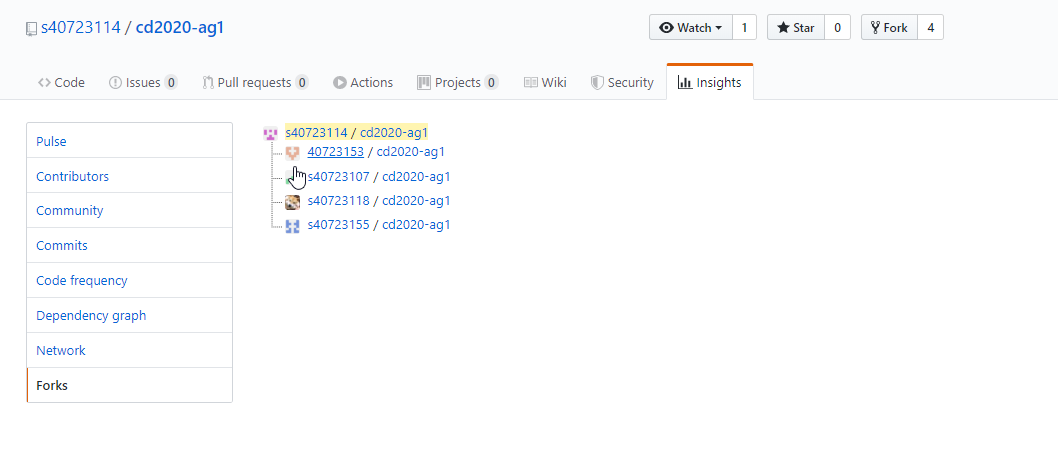 s40723114 / cd2020-ag1
Watch 1 Star 0 Fork 4
Code Issues 0 Pull requests 0 Actions Projects 0 Wiki Security Insights
Pulse
Contributors
Community
Commits
Code frequency
Dependency graph
Network
Forks
s40723114 / cd2020-ag1
40723153 / cd2020-ag1
s40723107 / cd2020-ag1
s40723118 / cd2020-ag1
s40723155 / cd2020-ag1